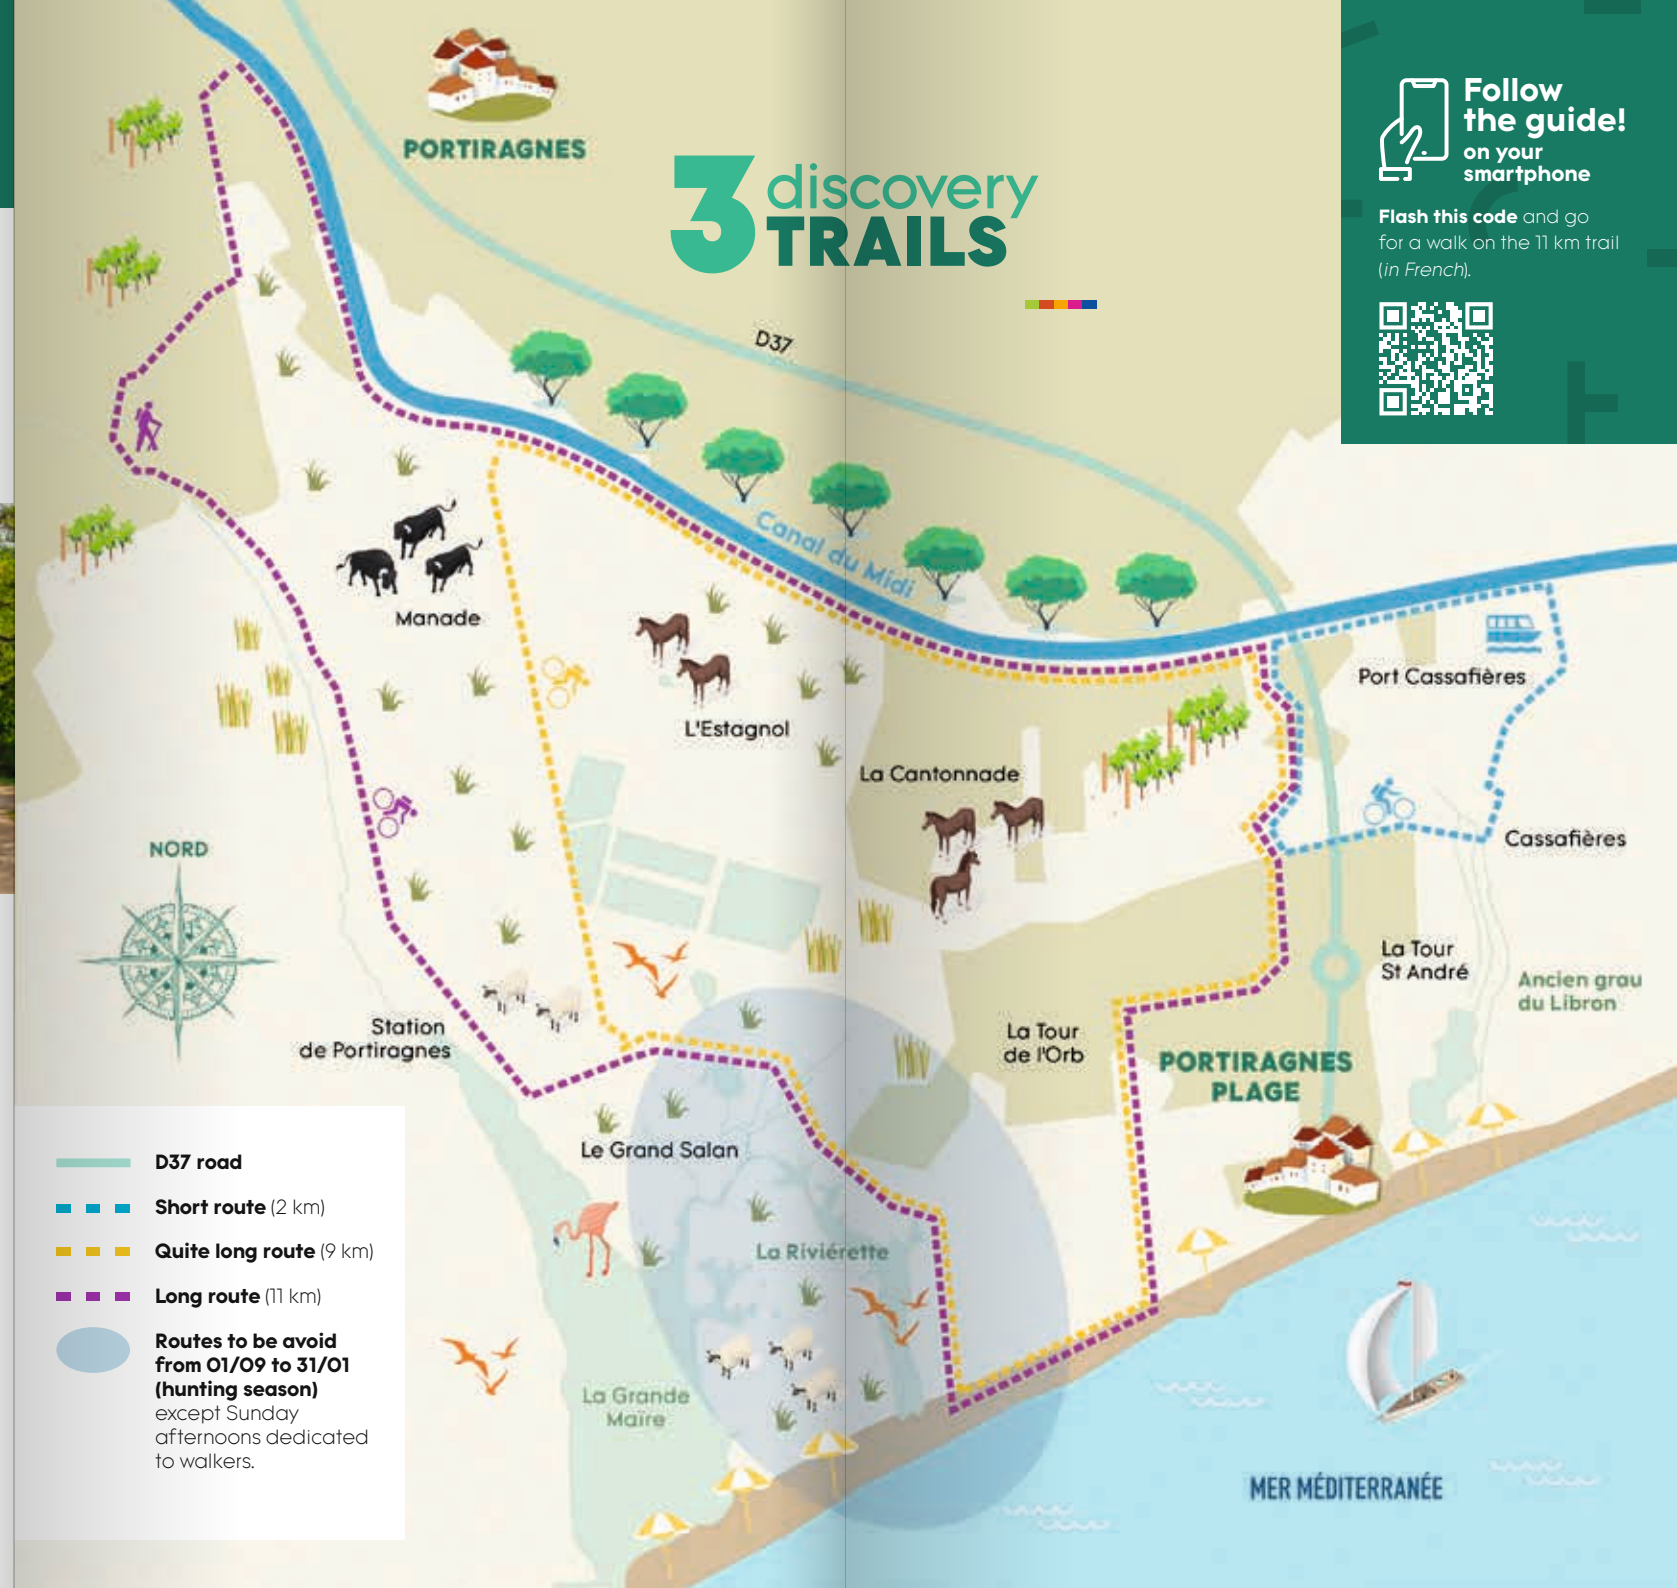 PORTIRAGNES
3 discovery
TRAILS
Follow
the guide!
on your
smartphone
Flash this code and go
for a walk on the 11 km trail
(in French).
D37
Canal du Midi
Manade
L'Estagnol
Port Cassafières
La Cantonnade
Cassafières
NORD
La Tour
St André
Ancien grau
du Libron
Station
de Portiragnes
La Tour
de l'Orb
PORTIRAGNES
PLAGE
Le Grand Salan
La Riviérette
La Grande
Maïre
MER MÉDITERRANÉE
D37 road
Short route (2 km)
Quite long route (9 km)
Long route (11 km)
Routes to be avoid
from 01/09 to 31/01
(hunting season)
except Sunday
afternoons dedicated
to walkers.